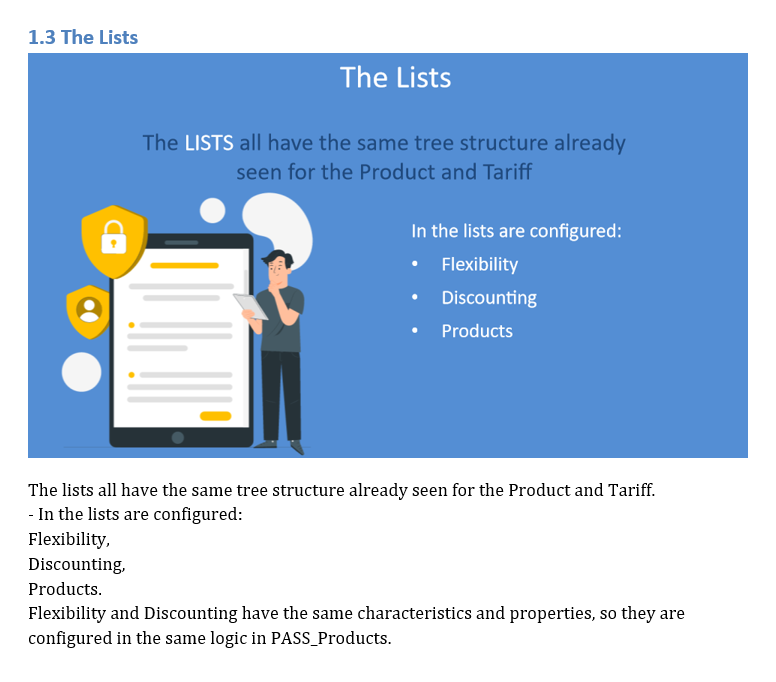 1.3 The Lists
The Lists
The LISTS all have the same tree structure already
seen for the Product and Tariff
In the lists are configured:
• Flexibility
• Discounting
• Products
The lists all have the same tree structure already seen for the Product and Tariff.
- In the lists are configured:
Flexibility,
Discounting,
Products.
Flexibility and Discounting have the same characteristics and properties, so they are
configured in the same logic in PASS_Products.